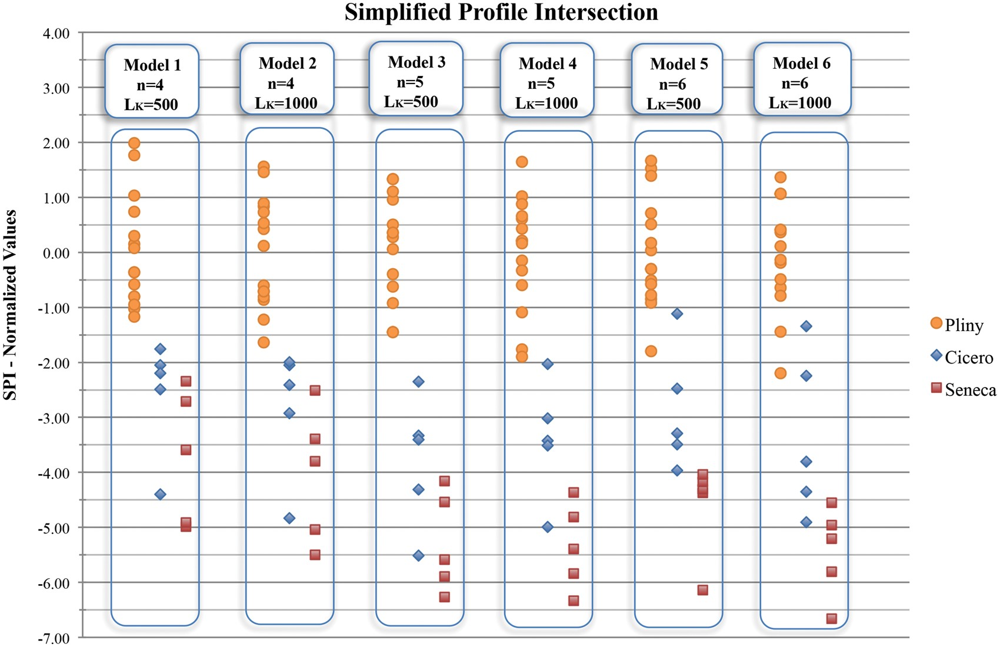 Simplified Profile Intersection
SPI - Normalized Values
4.00
3.00
2.00
1.00
0.00
-1.00
-2.00
-3.00
-4.00
-5.00
-6.00
-7.00
Model 1
n=4
LK=500
Model 2
n=4
LK=1000
Model 3
n=5
LK=500
Model 4
n=5
LK=1000
Model 5
n=6
LK=500
Model 6
n=6
LK=1000
Pliny
Cicero
Seneca